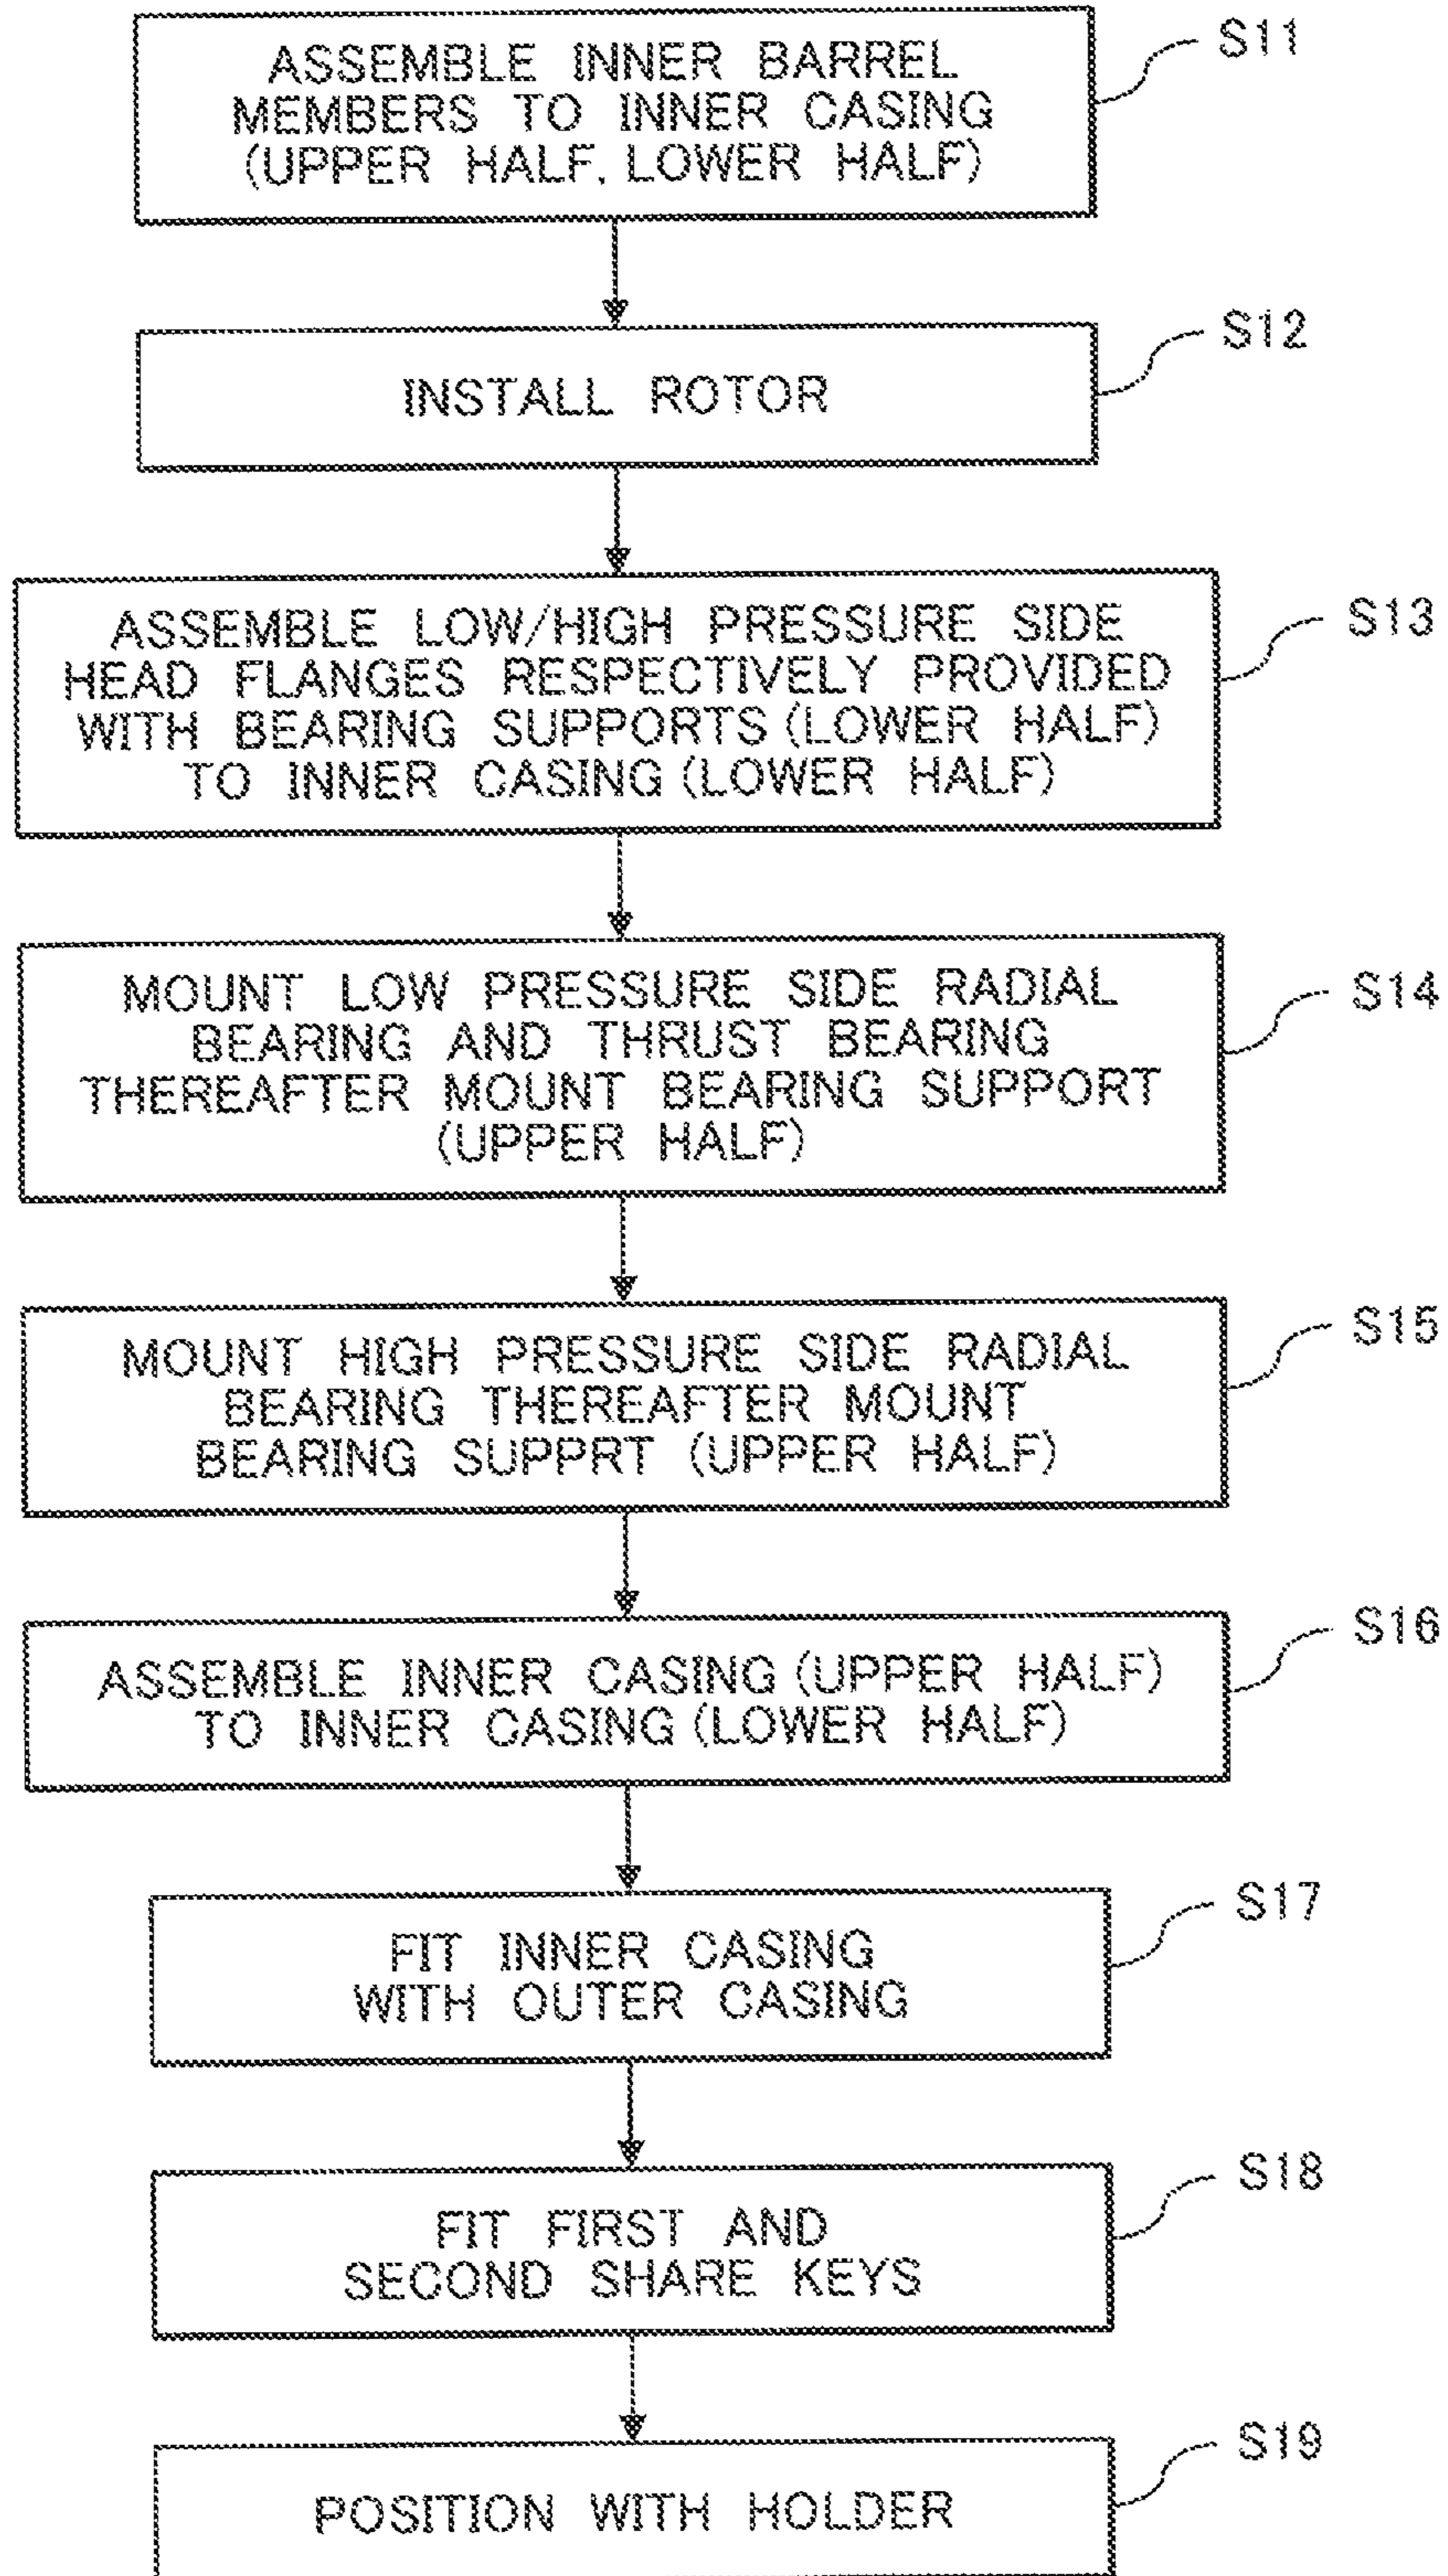 ASSEMBLE INNER BARREL
MEMBERS TO INNER CASING
(UPPER HALF, LOWER HALF)
S11
INSTALL ROTOR
S12
ASSEMBLE LOW/HIGH PRESSURE SIDE
HEAD FLANGES RESPECTIVELY PROVIDED
WITH BEARING SUPPORTS (LOWER HALF)
TO INNER CASING (LOWER HALF)
S13
MOUNT LOW PRESSURE SIDE RADIAL
BEARING AND THRUST BEARING
THEREAFTER MOUNT BEARING SUPPORT
(UPPER HALF)
S14
MOUNT HIGH PRESSURE SIDE RADIAL
BEARING THEREAFTER MOUNT
BEARING SUPPRT (UPPER HALF)
S15
ASSEMBLE INNER CASING (UPPER HALF)
TO INNER CASING (LOWER HALF)
S16
FIT INNER CASING
WITH OUTER CASING
S17
FIT FIRST AND
SECOND SHARE KEYS
S18
POSITION WITH HOLDER
S19